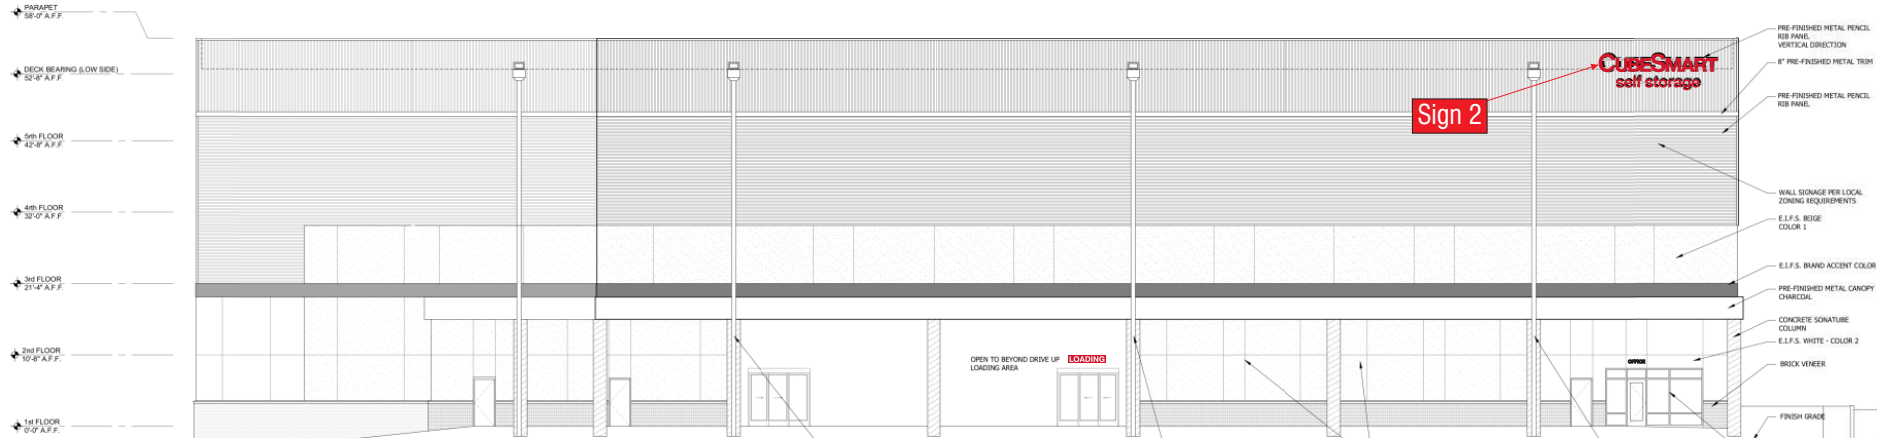 PARAPET
58'-0" A.F.F.
DECK BEARING (LOW SIDE)
52'-8" A.F.F.
5th FLOOR
42'-8" A.F.F.
4th FLOOR
32'-0" A.F.F.
3rd FLOOR
21'-4" A.F.F.
2nd FLOOR
10'-8" A.F.F.
1st FLOOR
0'-0" A.F.F.
CUBESMART
self storage
Sign 2
OPEN TO BEYOND DRIVE UP
LOADING AREA
LOADING
OFFICE
PRE-FINISHED METAL PENCIL
RIB PANEL
VERTICAL DIRECTION
8" PRE-FINISHED METAL TRIM
PRE-FINISHED METAL PENCIL
RIB PANEL
WALL SIGNAGE PER LOCAL
ZONING REQUIREMENTS
E.I.F.S. BEIGE
COLOR 1
E.I.F.S. BRAND ACCENT COLOR
PRE-FINISHED METAL CANOPY
CHARCOAL
CONCRETE SONATUBE
COLUMN
E.I.F.S. WHITE - COLOR 2
BRICK VENEER
FINISH GRADE